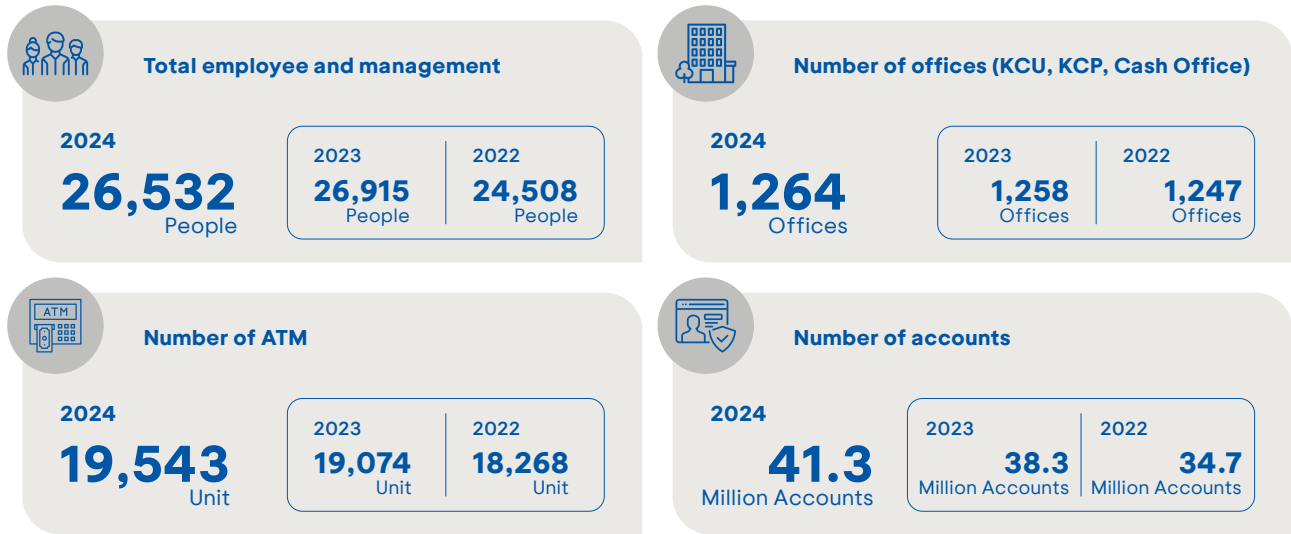 Total employee and management
2024
26,532
People
2023
26,915
People
2022
24,508
People
Number of offices (KCU, KCP, Cash Office)
2024
1,264
Offices
2023
1,258
Offices
2022
1,247
Offices
ATM
Number of ATM
2024
19,543
Unit
2023
19,074
Unit
2022
18,268
Unit
Number of accounts
2024
41.3
Million Accounts
2023
38.3
Million Accounts
2022
34.7
Million Accounts